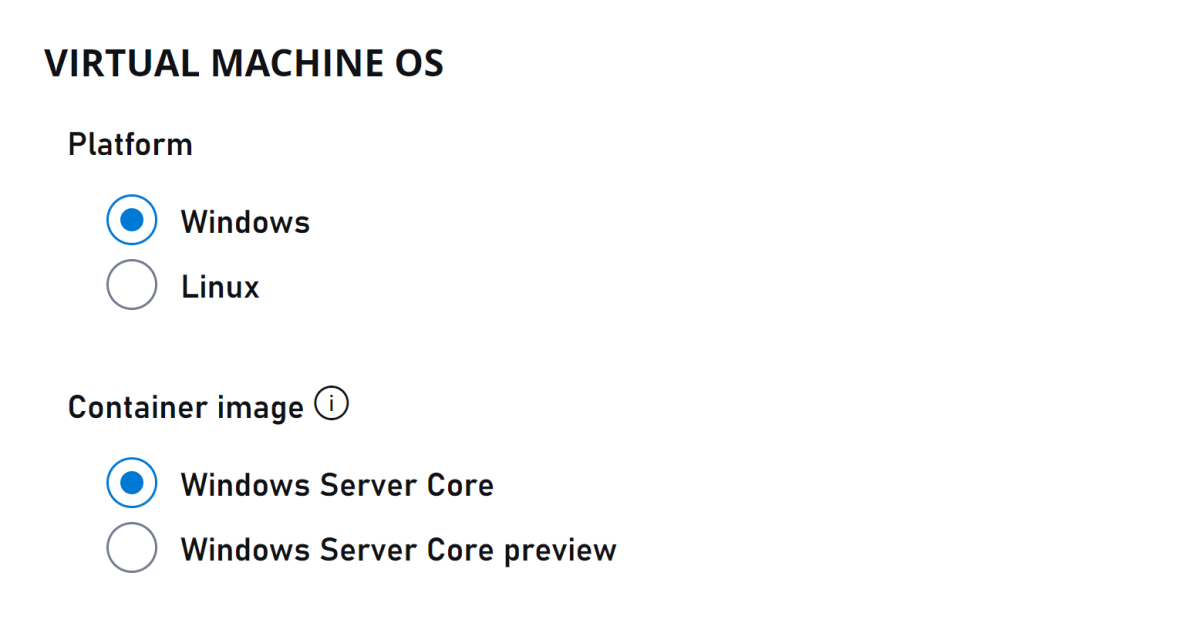 VIRTUAL MACHINE OS
Platform
Windows
Linux
Container image i
Windows Server Core
Windows Server Core preview